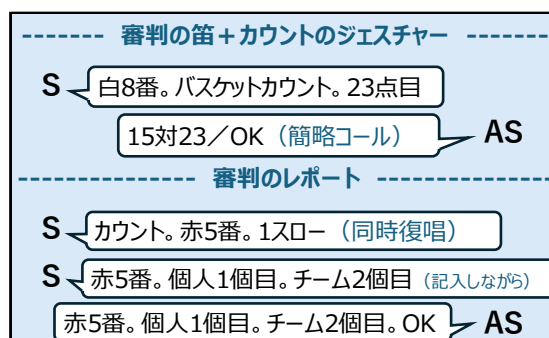 ------- 審判の笛＋カウントのジェスチャー -------
S 白8番。バスケットカウント。23点目
15対23／OK（簡略コール） AS
-------------- 審判のレポート --------------
S カウント。赤5番。1スロー（同時復唱）
S 赤5番。個人1個目。チーム2個目（記入しながら）
赤5番。個人1個目。チーム2個目。OK AS